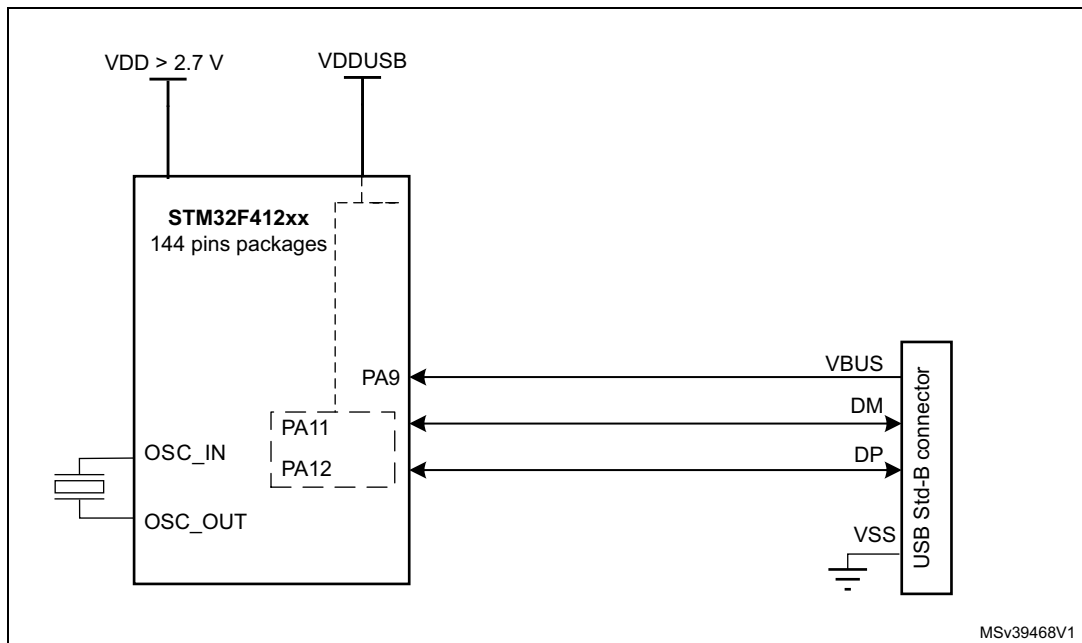 VDD > 2.7 V
VDDUSB
STM32F412xx
144 pins packages
PA9
VBUS
PA11
DM
PA12
DP
OSC_IN
OSC_OUT
VSS
USB Std-B connector
MSv39468V1